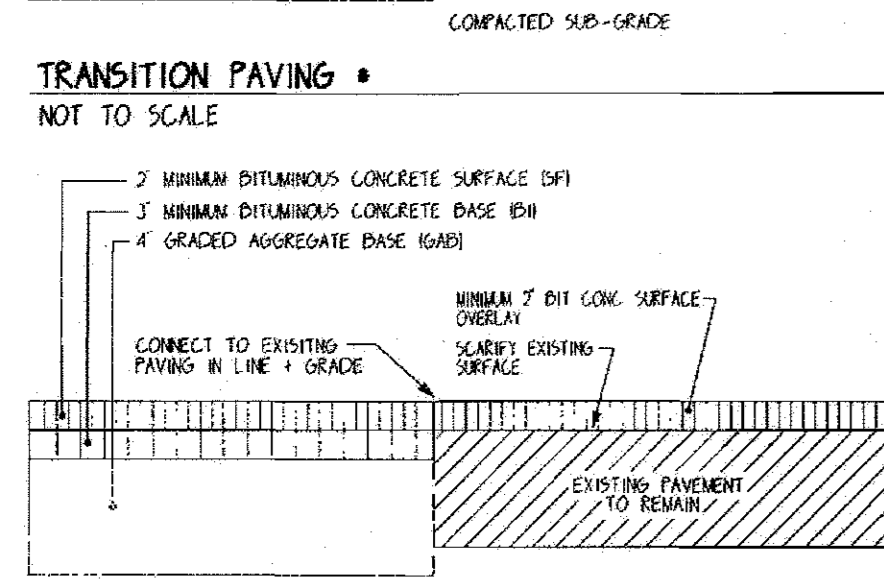 COMPACTED SUB-GRADE
TRANSITION PAVING *
NOT TO SCALE
2" MINIMUM BITUMINOUS CONCRETE SURFACE (SF)
3" MINIMUM BITUMINOUS CONCRETE BASE (BI)
4" GRADED AGGREGATE BASE (GAB)
MINIMUM 2" BIT CONC SURFACE
OVERLAY
CONNECT TO EXISITNG
PAVING IN LINE + GRADE
SCARIFY EXISTING
SURFACE
EXISTING PAVEMENT
TO REMAIN